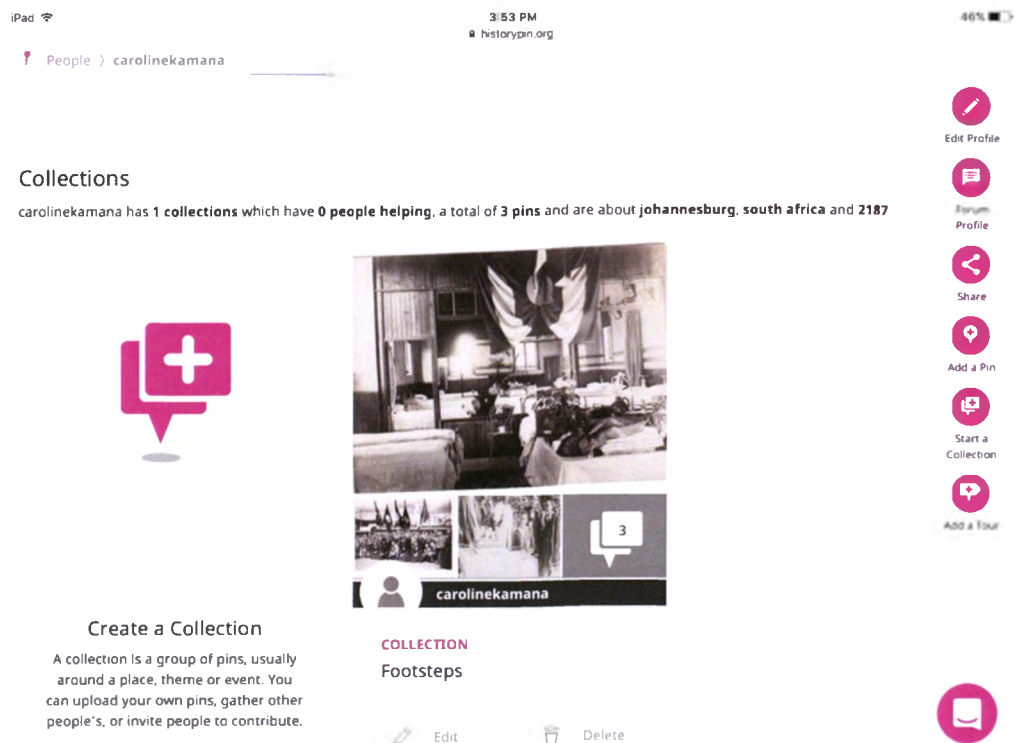 iPad
3:53 PM
46%
historypin.org
People 〉 carolinekamana
Edit Profile
Forum
Profile
Share
Add a Pin
Start a
Collection
Add a Tour
Collections
carolinekamana has 1 collections which have 0 people helping, a total of 3 pins and are about johannesburg, south africa and 2187
3
carolinekamana
Create a Collection
A collection is a group of pins, usually
around a place, theme or event. You
can upload your own pins, gather other
people's, or invite people to contribute.
COLLECTION
Footsteps
Edit
Delete